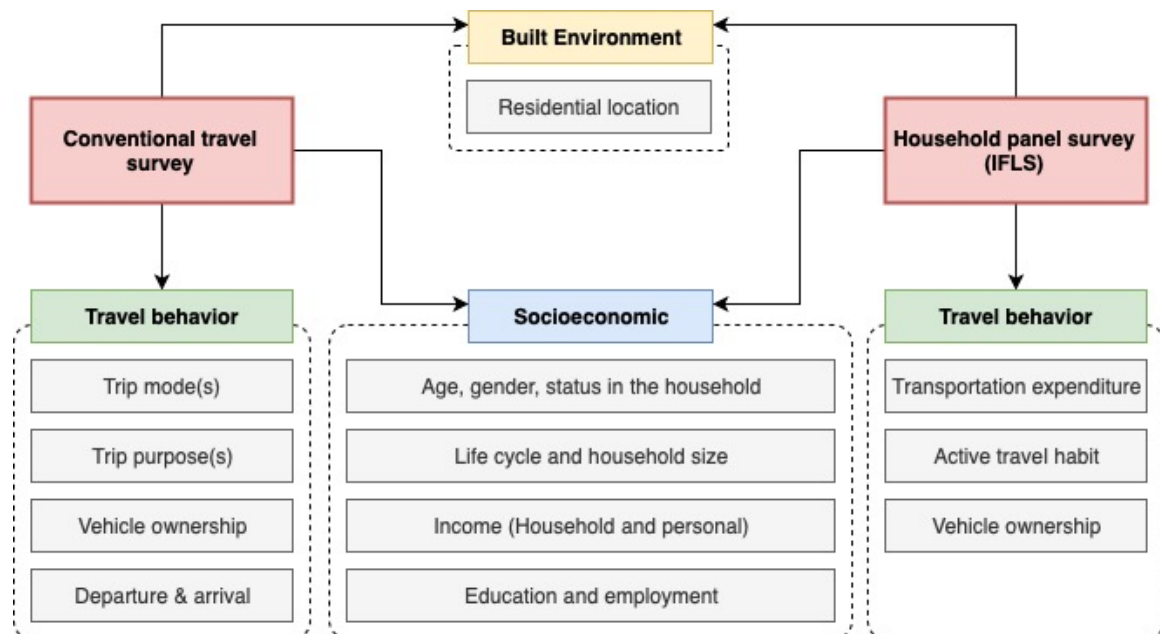 Built Environment
Residential location
Conventional travel
survey
Household panel survey
(IFLS)
Travel behavior
Trip mode(s)
Trip purpose(s)
Vehicle ownership
Departure & arrival
Socioeconomic
Age, gender, status in the household
Life cycle and household size
Income (Household and personal)
Education and employment
Travel behavior
Transportation expenditure
Active travel habit
Vehicle ownership